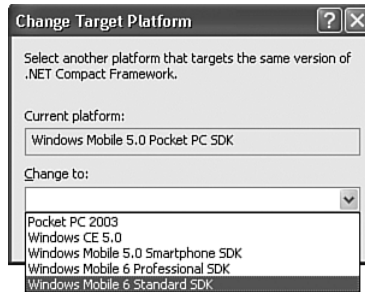 Change Target Platform
Select another platform that targets the same version of
.NET Compact Framework.
Current platform:
Windows Mobile 5.0 Pocket PC SDK
Change to:
Pocket PC 2003
Windows CE 5.0
Windows Mobile 5.0 Smartphone SDK
Windows Mobile 6 Professional SDK
Windows Mobile 6 Standard SDK